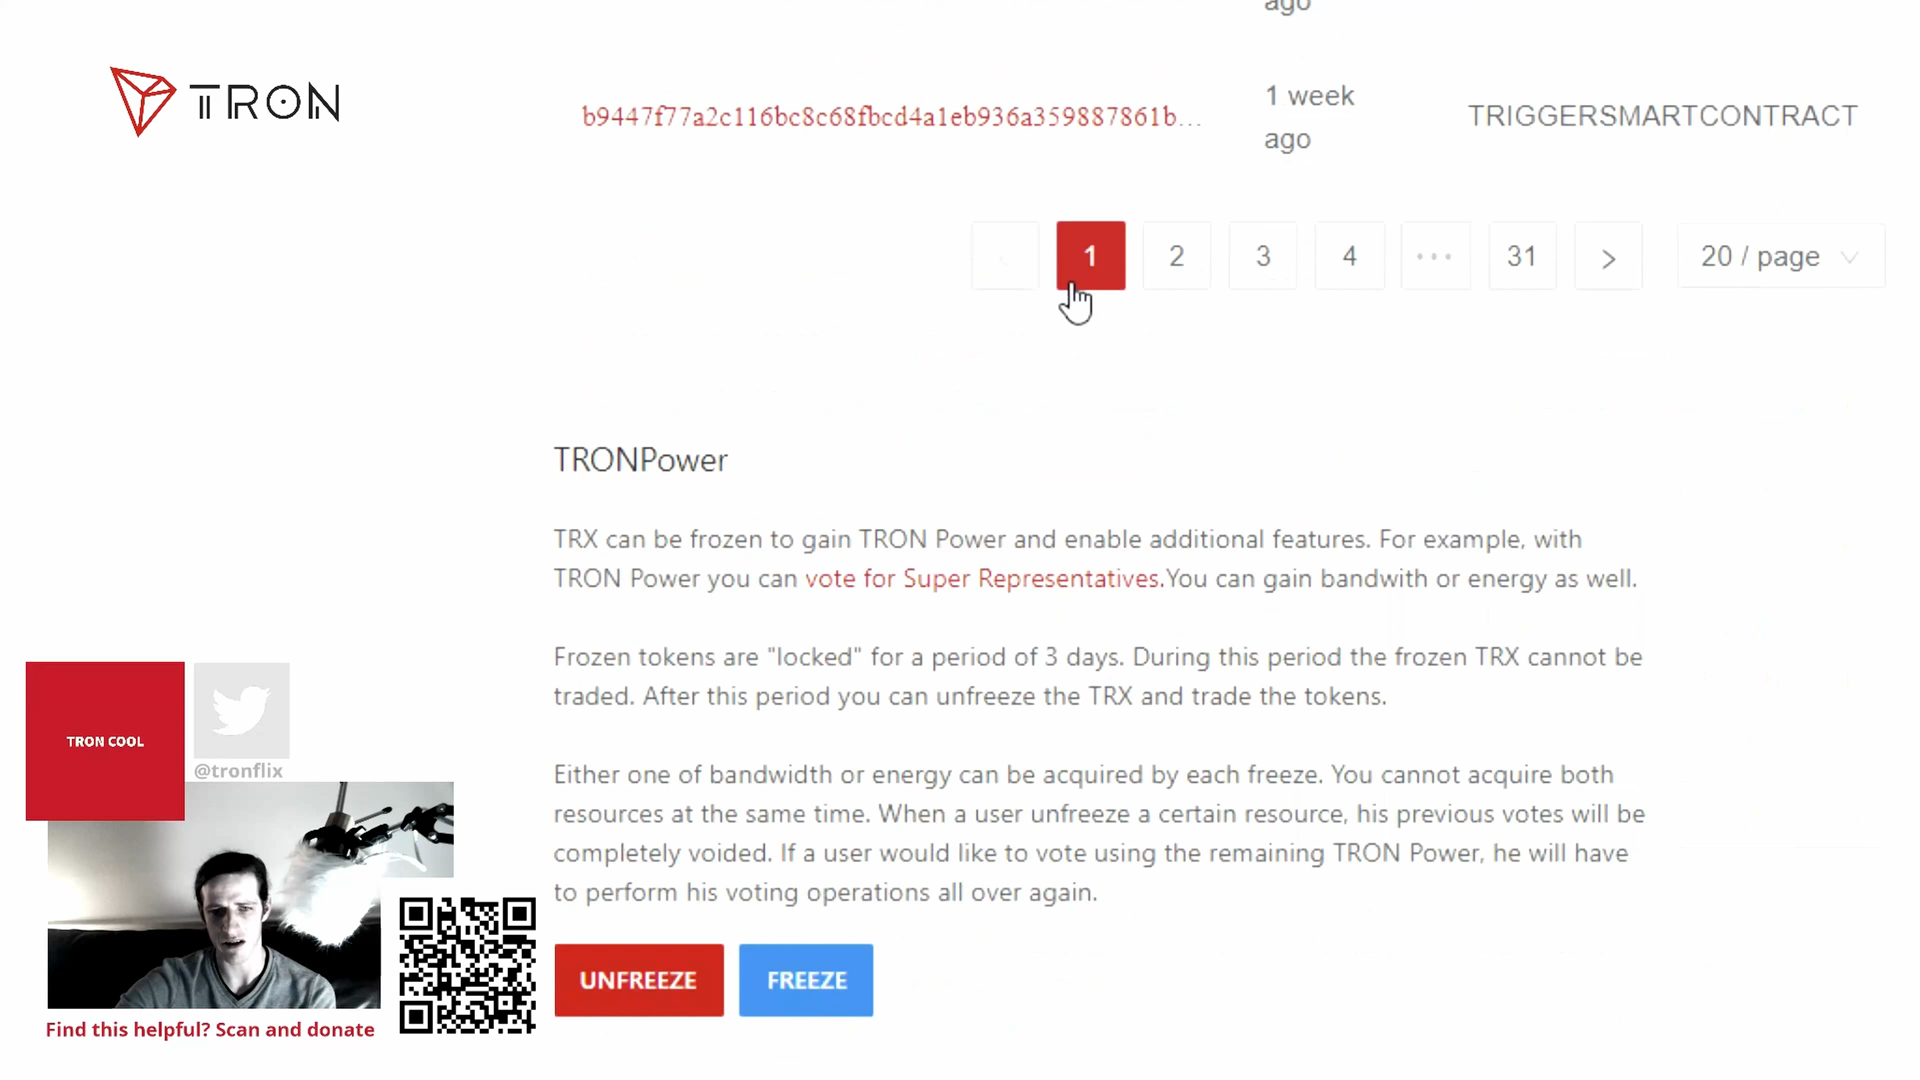 ago
TRON
b9447f77a2c116bc8c68fbcd4a1eb936a359887861b...
1 week
ago
TRIGGERSMARTCONTRACT
1 2 3 4 ••• 31 > 20 / page
TRONPower
TRX can be frozen to gain TRON Power and enable additional features. For example, with
TRON Power you can vote for Super Representatives.You can gain bandwith or energy as well.
Frozen tokens are "locked" for a period of 3 days. During this period the frozen TRX cannot be
traded. After this period you can unfreeze the TRX and trade the tokens.
Either one of bandwidth or energy can be acquired by each freeze. You cannot acquire both
resources at the same time. When a user unfreeze a certain resource, his previous votes will be
completely voided. If a user would like to vote using the remaining TRON Power, he will have
to perform his voting operations all over again.
UNFREEZE FREEZE
TRON COOL
@tronflix
Find this helpful? Scan and donate